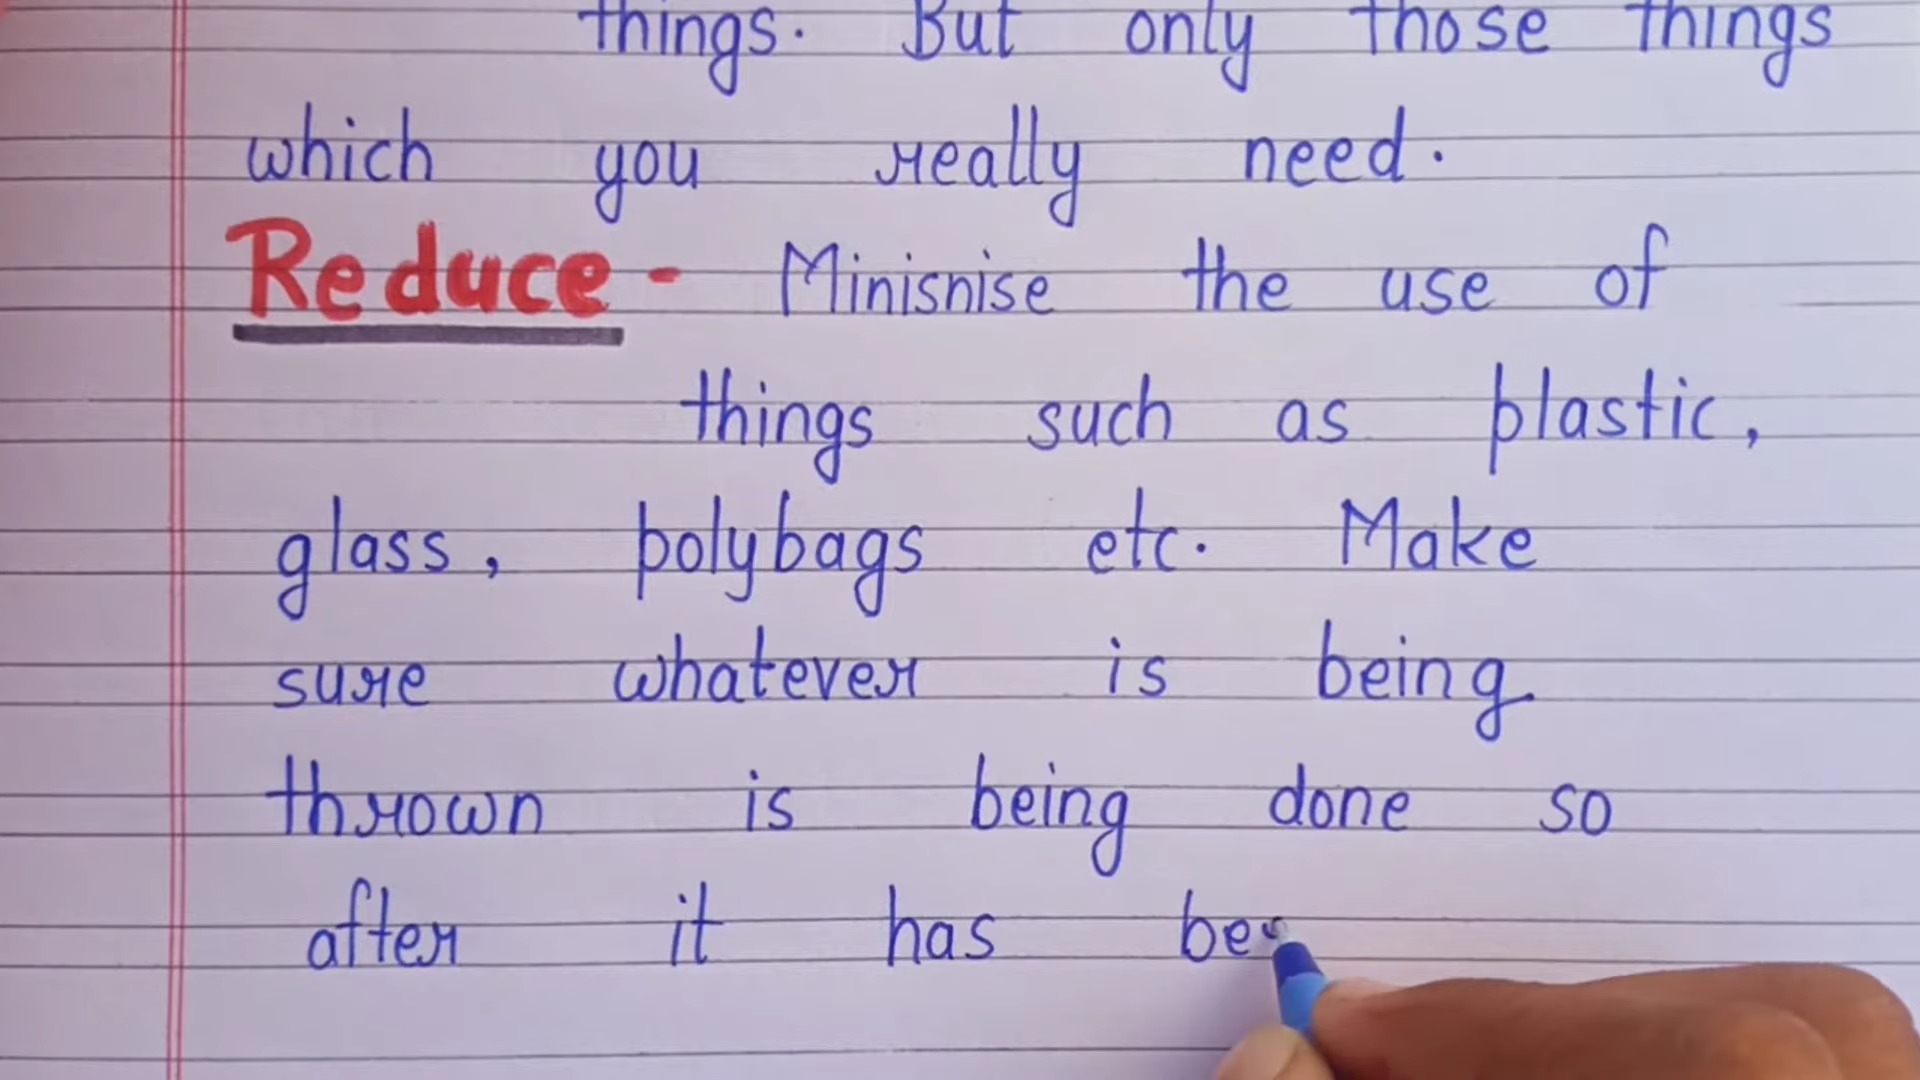 things. But only those things
which you really need.
Reduce - Minisnise the use of
things such as plastic,
glass, polybags etc. Make
sure whatever is being
thrown is being done so
after it has be